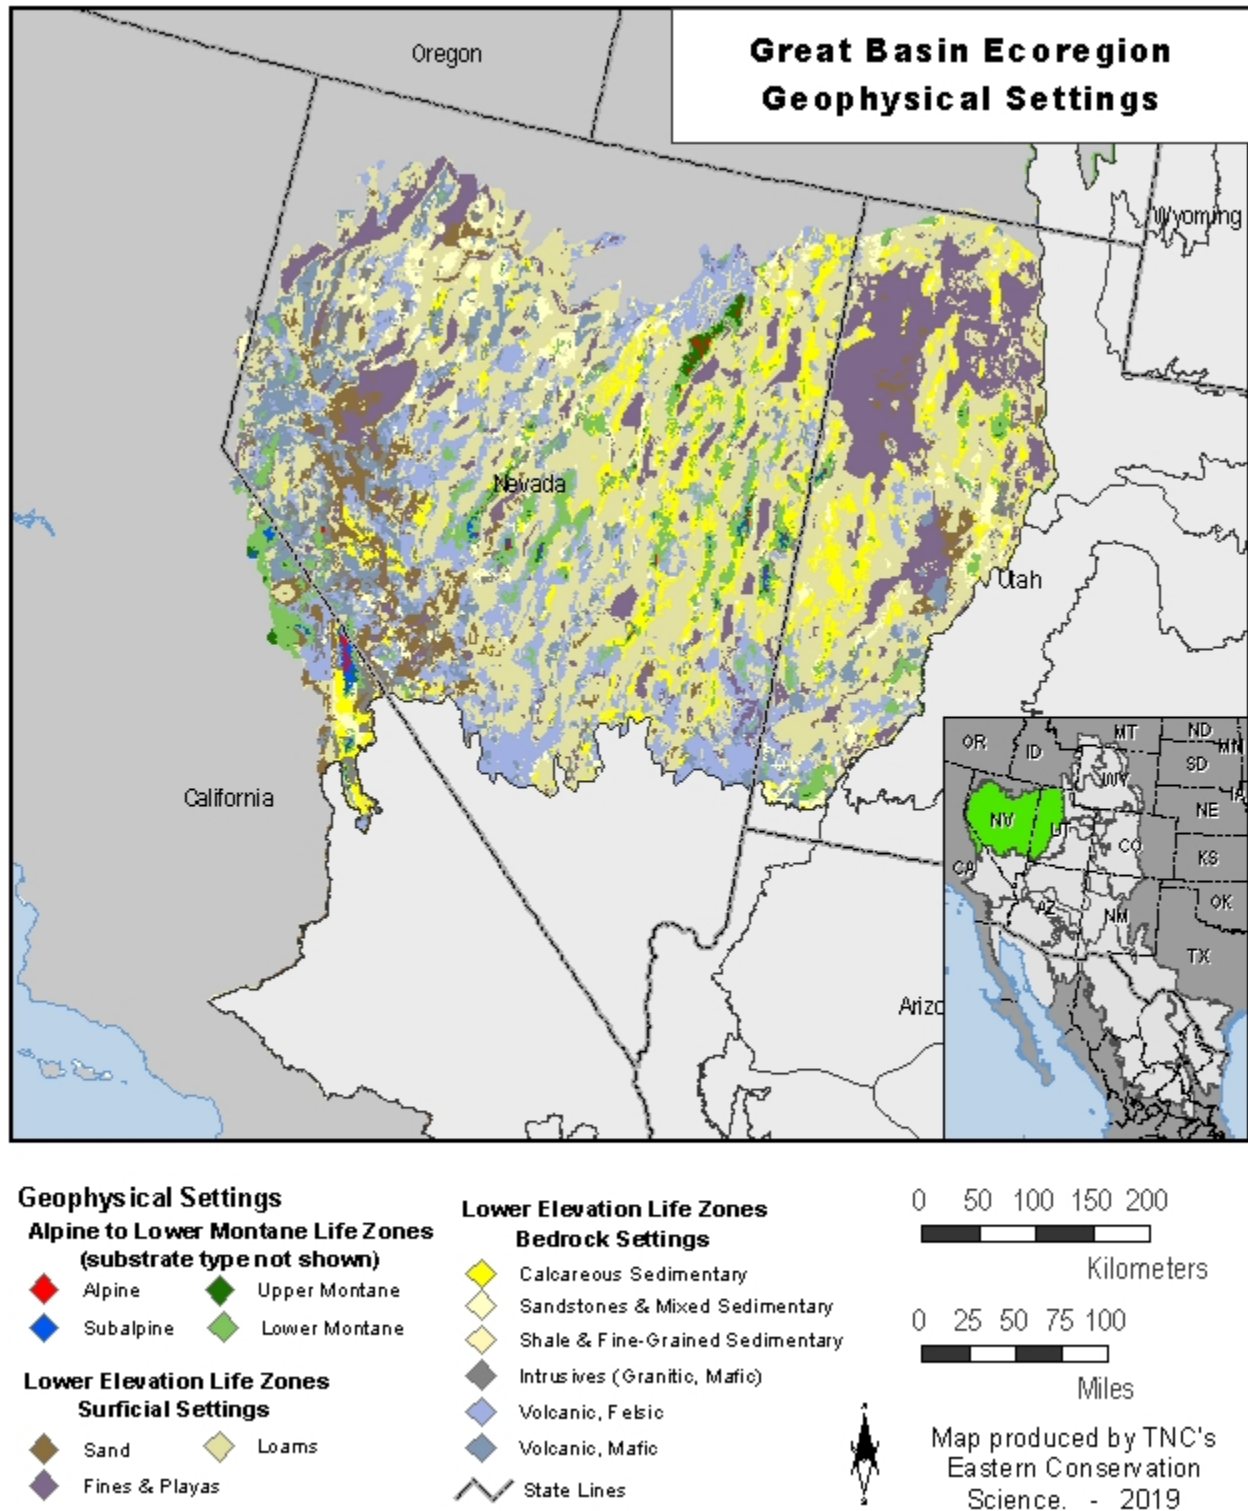 Great Basin Ecoregion
Geophysical Settings
Oregon
Wyoming
Nevada
Utah
California
Arizo
OR
ID
MT
ND
MN
SD
WY
IA
NE
NV
UT
CO
KS
CA
OK
AZ
NM
TX
Geophysical Settings
Alpine to Lower Montane Life Zones
(substrate type not shown)
Alpine
Upper Montane
Subalpine
Lower Montane
Lower Elevation Life Zones
Surficial Settings
Sand
Loams
Fines & Playas
Lower Elevation Life Zones
Bedrock Settings
Calcareous Sedimentary
Sandstones & Mixed Sedimentary
Shale & Fine-Grained Sedimentary
Intrusives (Granitic, Mafic)
Volcanic, Felsic
Volcanic, Mafic
State Lines
0 50 100 150 200
Kilometers
0 25 50 75 100
Miles
Map produced by TNC's
Eastern Conservation
Science. - 2019